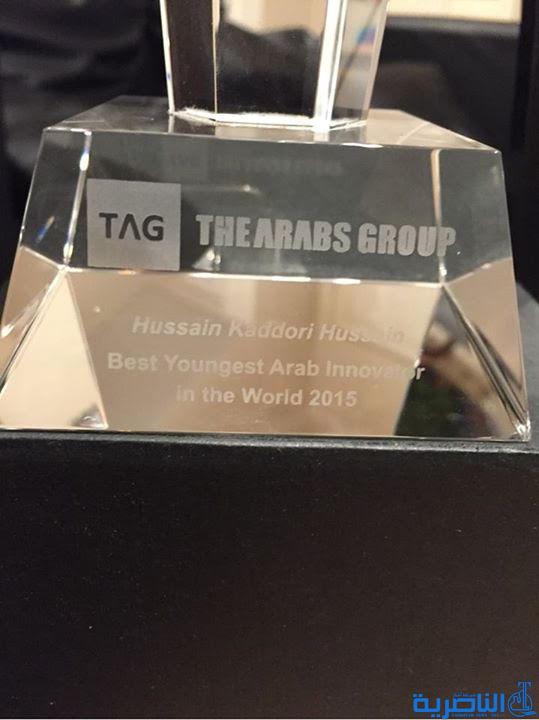 TAG THE ARABS GROUP
Hussain Kaddori Hussain
Best Youngest Arab Innovator
in the World 2015
الناصرية